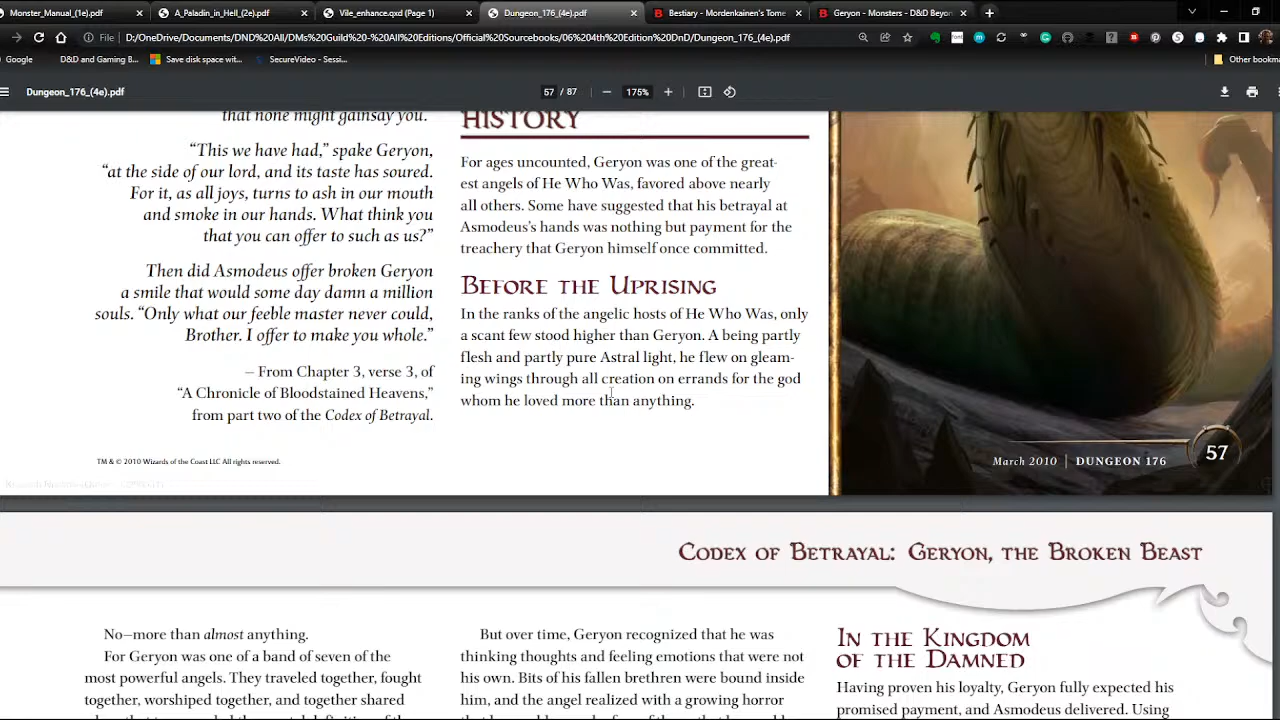 Monster_Manual_(1e).pdf
A_Paladin_in_Hell_(2e).pdf
Vile_enhance.qxd (Page 1)
Dungeon_176_(4e).pdf
Bestiary - Mordenkainen's Tome
Geryon - Monsters - D&D Beyon
File
D:/OneDrive/Documents/DND All/DMs Guild -- All Editions/Official Sourcebooks/06 04th Edition DnD/Dungeon_176_(4e).pdf
Google
D&D and Gaming B...
Save disk space wit...
SecureVideo - Sessi...
Other bookma
Dungeon_176_(4e).pdf
57 / 87
175%
that none might gainsay you."
"This we have had," spake Geryon,
"at the side of our lord, and its taste has soured.
For it, as all joys, turns to ash in our mouth
and smoke in our hands. What think you
that you can offer to such as us?"
Then did Asmodeus offer broken Geryon
a smile that would some day damn a million
souls. "Only what our feeble master never could,
Brother. I offer to make you whole."
— From Chapter 3, verse 3, of
"A Chronicle of Bloodstained Heavens,"
from part two of the Codex of Betrayal.
TM & © 2010 Wizards of the Coast LLC All rights reserved.
HISTORY
For ages uncounted, Geryon was one of the great-
est angels of He Who Was, favored above nearly
all others. Some have suggested that his betrayal at
Asmodeus's hands was nothing but payment for the
treachery that Geryon himself once committed.
Before the Uprising
In the ranks of the angelic hosts of He Who Was, only
a scant few stood higher than Geryon. A being partly
flesh and partly pure Astral light, he flew on gleam-
ing wings through all creation on errands for the god
whom he loved more than anything.
March 2010 | DUNGEON 176
57
Codex of Betrayal: Geryon, the Broken Beast
No—more than almost anything.
For Geryon was one of a band of seven of the
most powerful angels. They traveled together, fought
together, worshiped together, and together shared
But over time, Geryon recognized that he was
thinking thoughts and feeling emotions that were not
his own. Bits of his fallen brethren were bound inside
him, and the angel realized with a growing horror
In the Kingdom
of the Damned
Having proven his loyalty, Geryon fully expected his
promised payment, and Asmodeus delivered. Using